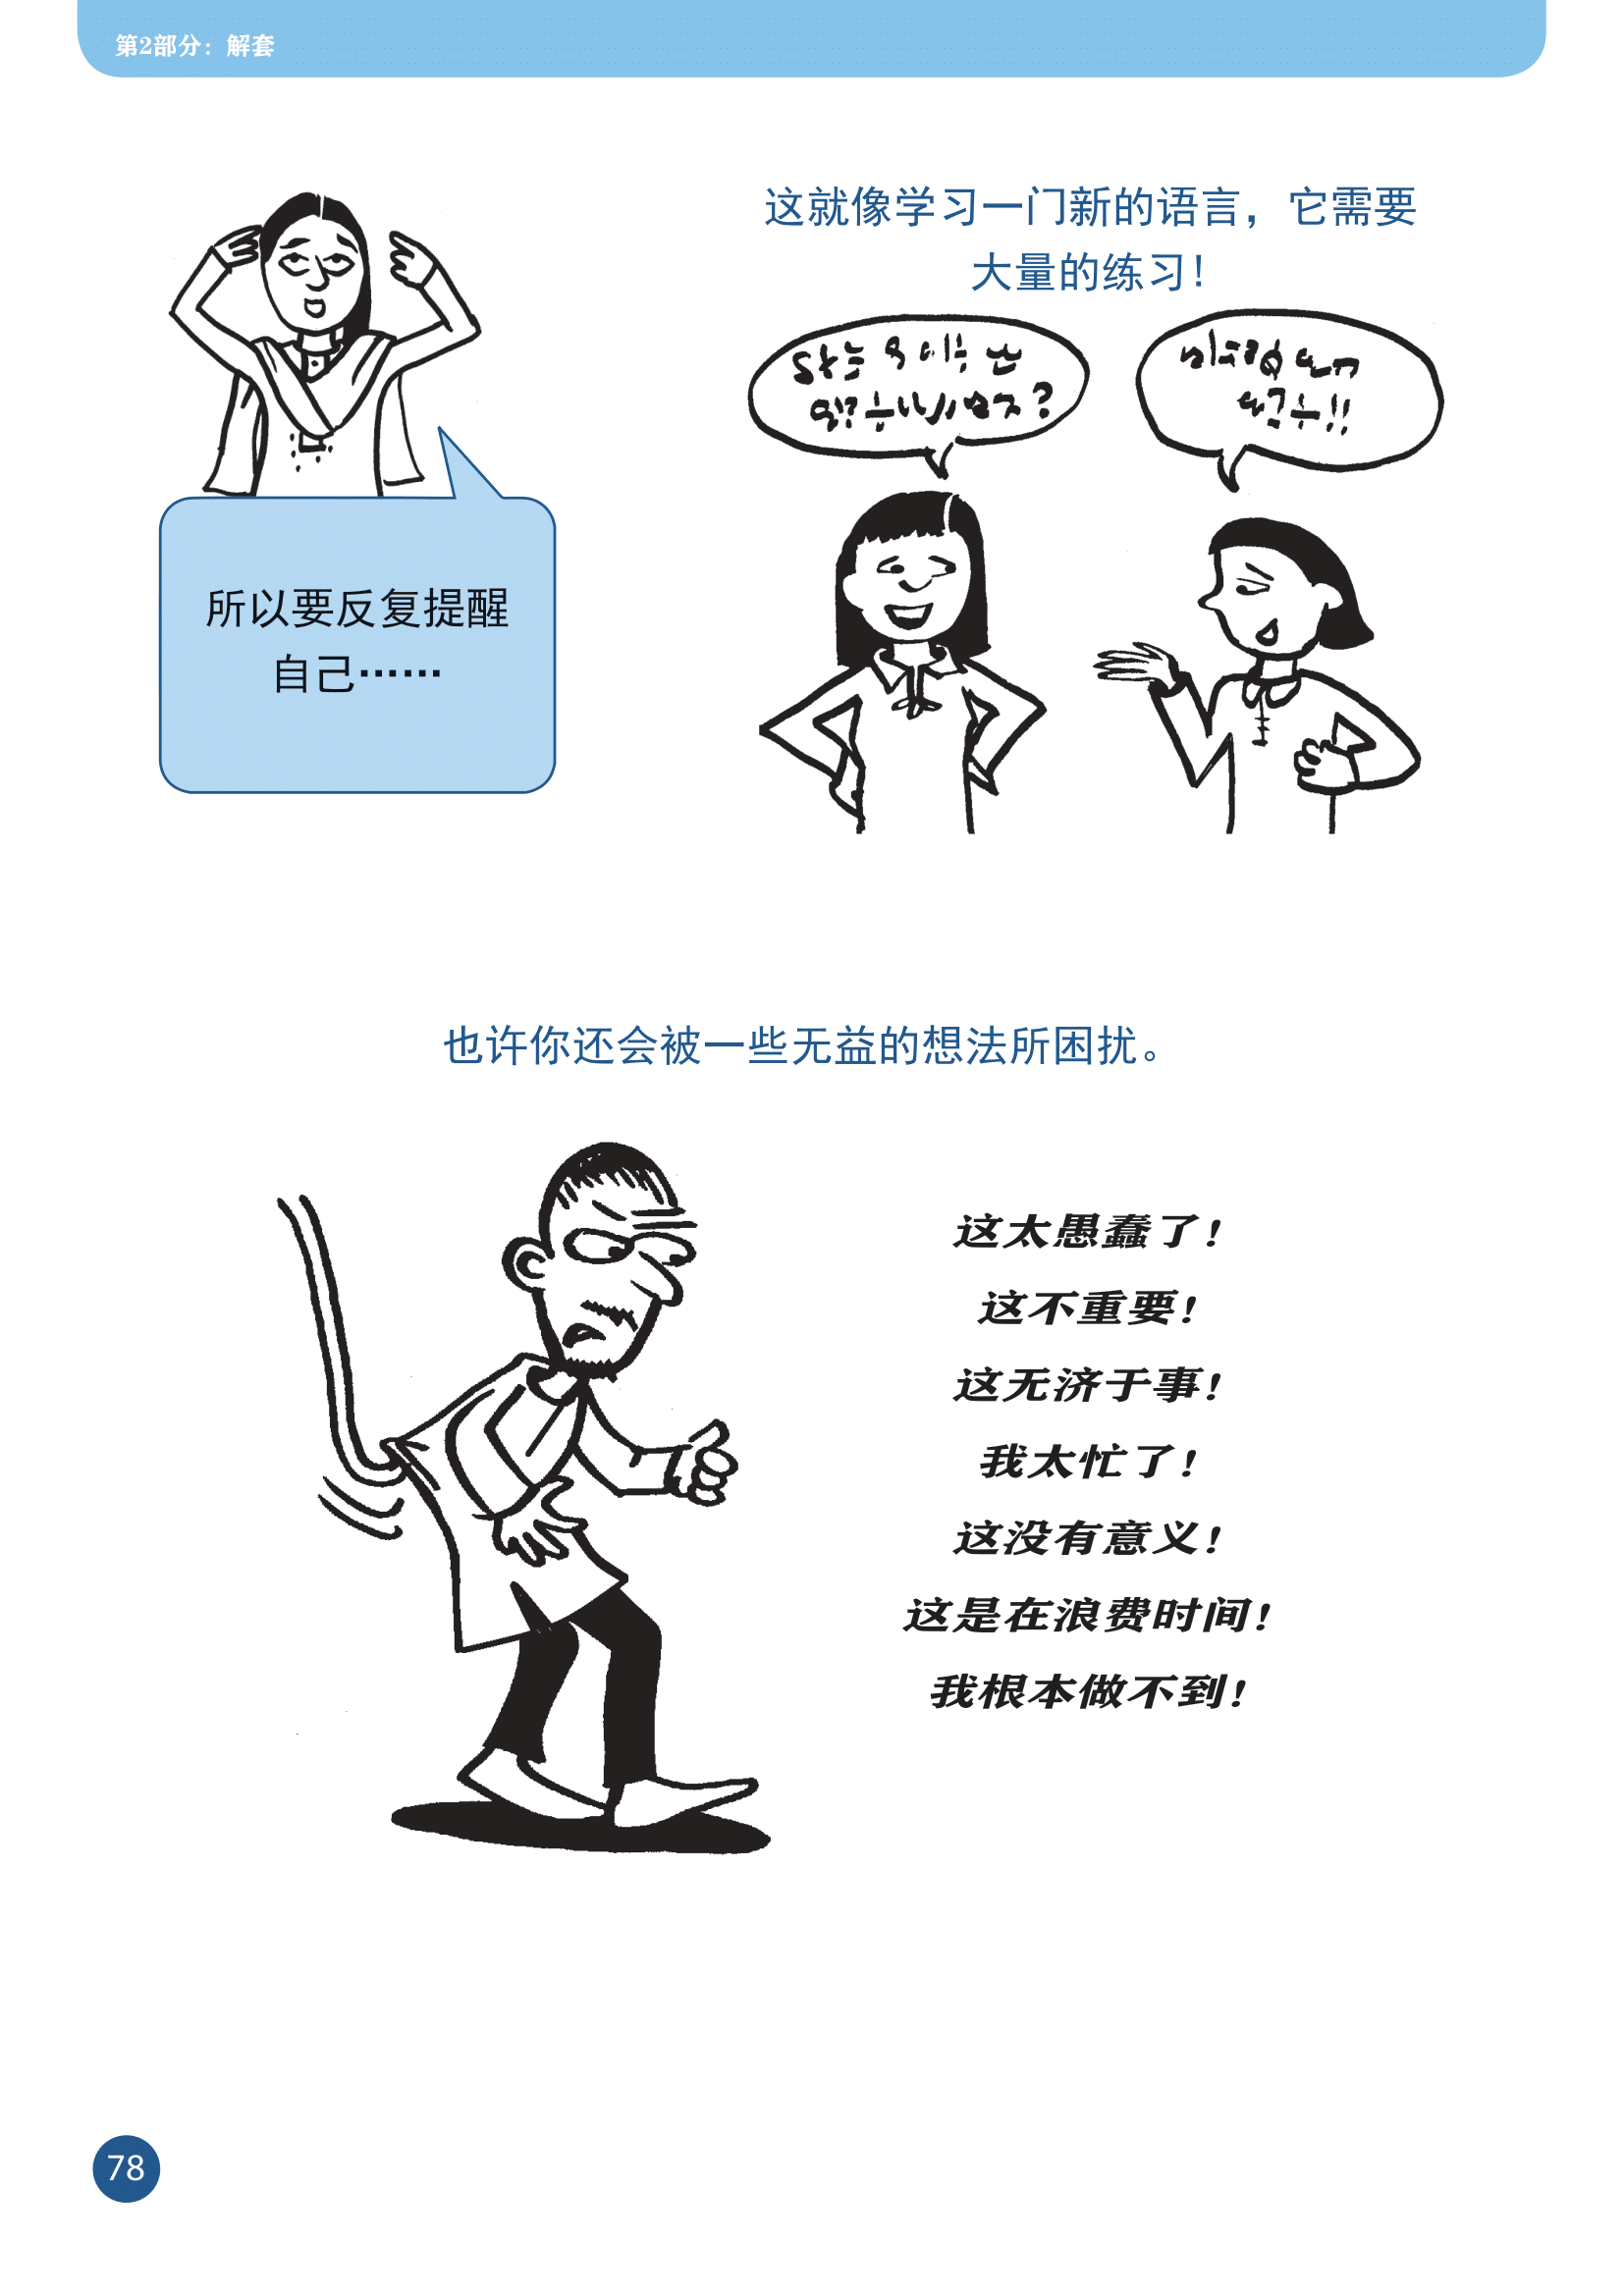 第2部分：解套
这就像学习一门新的语言，它需要
大量的练习！
所以要反复提醒
自己……
也许你还会被一些无益的想法所困扰。
这太愚蠢了！
这不重要！
这无济于事！
我太忙了！
这没有意义！
这是在浪费时间！
我根本做不到！
78